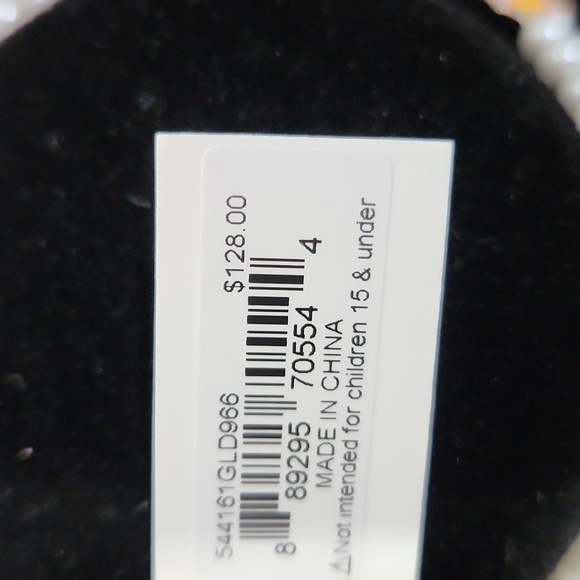 $128.00
544161GLD966
8 89295 70554 4
MADE IN CHINA
⚠Not intended for children 15 & under